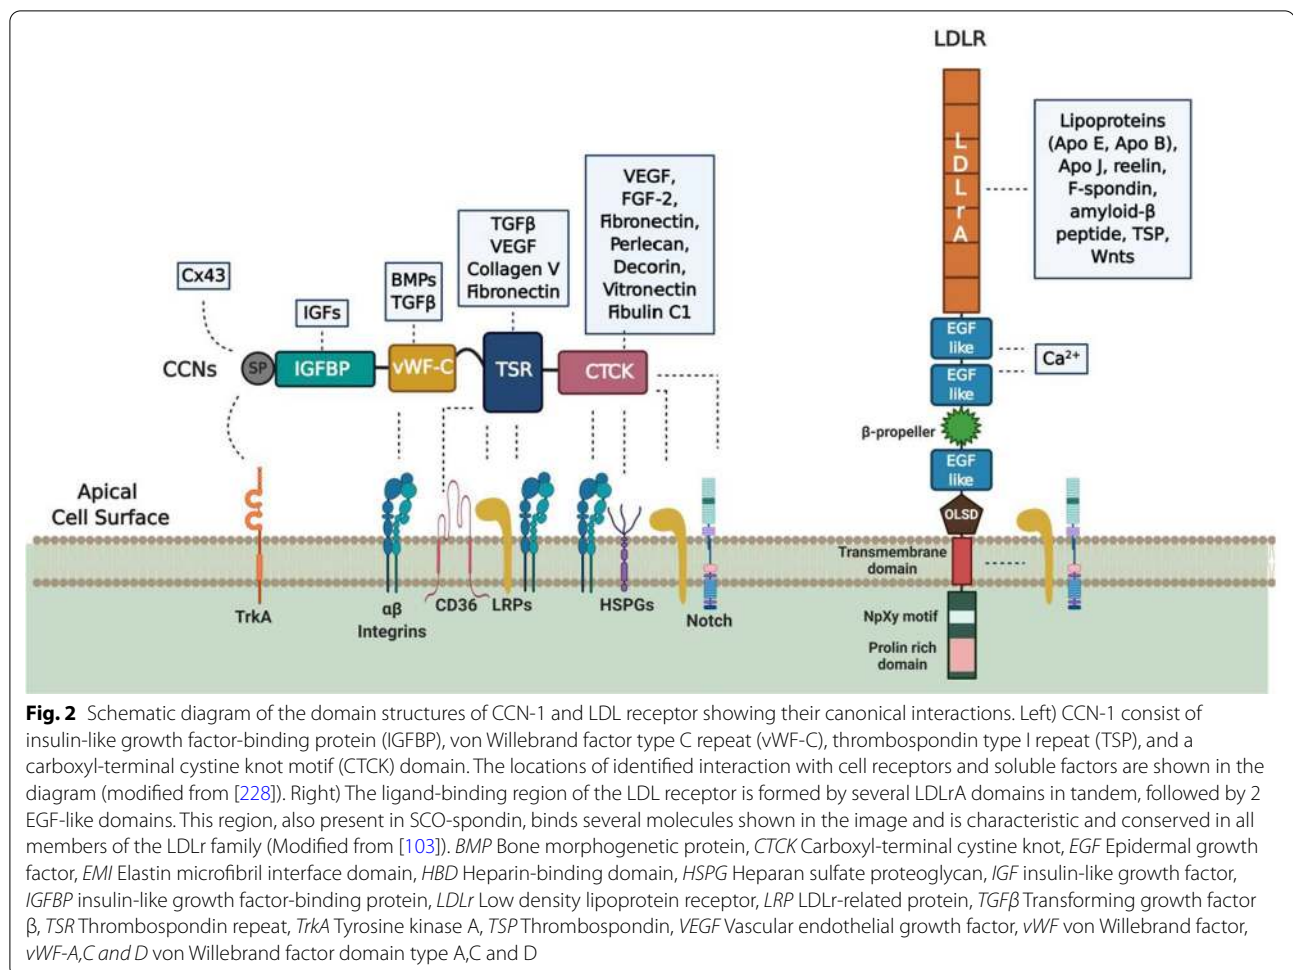 LDLR
L
D
L
r
A
Lipoproteins
(Apo E, Apo B),
Apo J, reelin,
F-spondin,
amyloid-β
peptide, TSP,
Wnts
VEGF,
FGF-2,
Fibronectin,
Perlecan,
Decorin,
Vitronectin
Fibulin C1
TGFβ
VEGF
Collagen V
Fibronectin
BMPs
TGFβ
Cx43
IGFs
CCNs
SP
IGFBP
vWF-C
TSR
CTCK
EGF
like
EGF
like
Ca2+
β-propeller
EGF
like
OLSD
Apical
Cell Surface
Transmembrane
domain
TrkA
αβ
Integrins
CD36
LRPs
HSPGs
Notch
NpXy motif
Prolin rich
domain
Fig. 2 Schematic diagram of the domain structures of CCN-1 and LDL receptor showing their canonical interactions. Left) CCN-1 consist of
insulin-like growth factor-binding protein (IGFBP), von Willebrand factor type C repeat (vWF-C), thrombospondin type I repeat (TSP), and a
carboxyl-terminal cystine knot motif (CTCK) domain. The locations of identified interaction with cell receptors and soluble factors are shown in the
diagram (modified from [228]). Right) The ligand-binding region of the LDL receptor is formed by several LDLrA domains in tandem, followed by 2
EGF-like domains. This region, also present in SCO-spondin, binds several molecules shown in the image and is characteristic and conserved in all
members of the LDLr family (Modified from [103]). BMP Bone morphogenetic protein, CTCK Carboxyl-terminal cystine knot, EGF Epidermal growth
factor, EMI Elastin microfibril interface domain, HBD Heparin-binding domain, HSPG Heparan sulfate proteoglycan, IGF insulin-like growth factor,
IGFBP insulin-like growth factor-binding protein, LDLr Low density lipoprotein receptor, LRP LDLr-related protein, TGFβ Transforming growth factor
β, TSR Thrombospondin repeat, TrkA Tyrosine kinase A, TSP Thrombospondin, VEGF Vascular endothelial growth factor, vWF von Willebrand factor,
vWF-A,C and D von Willebrand factor domain type A,C and D